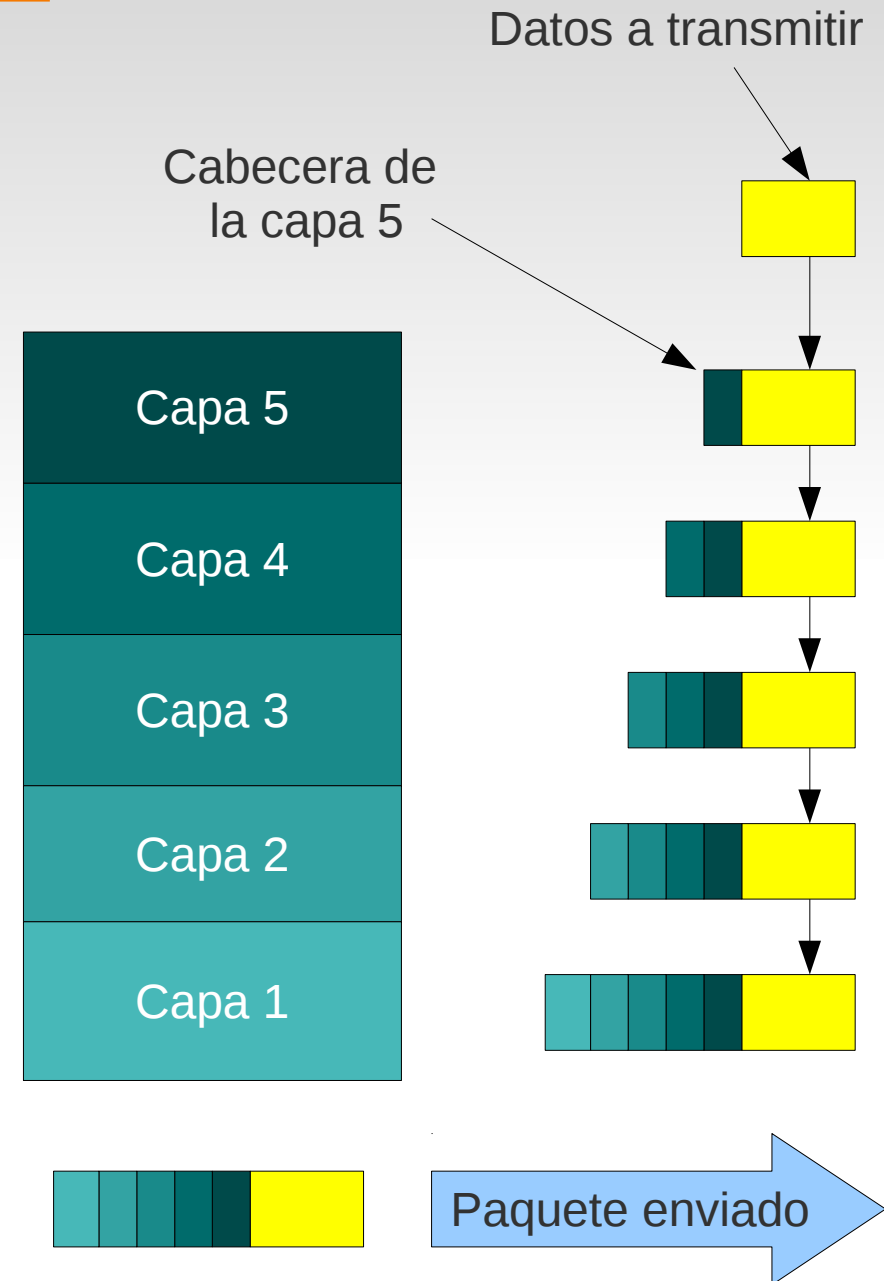 Datos a transmitir
Cabecera de
la capa 5
Capa 5
Capa 4
Capa 3
Capa 2
Capa 1
Paquete enviado